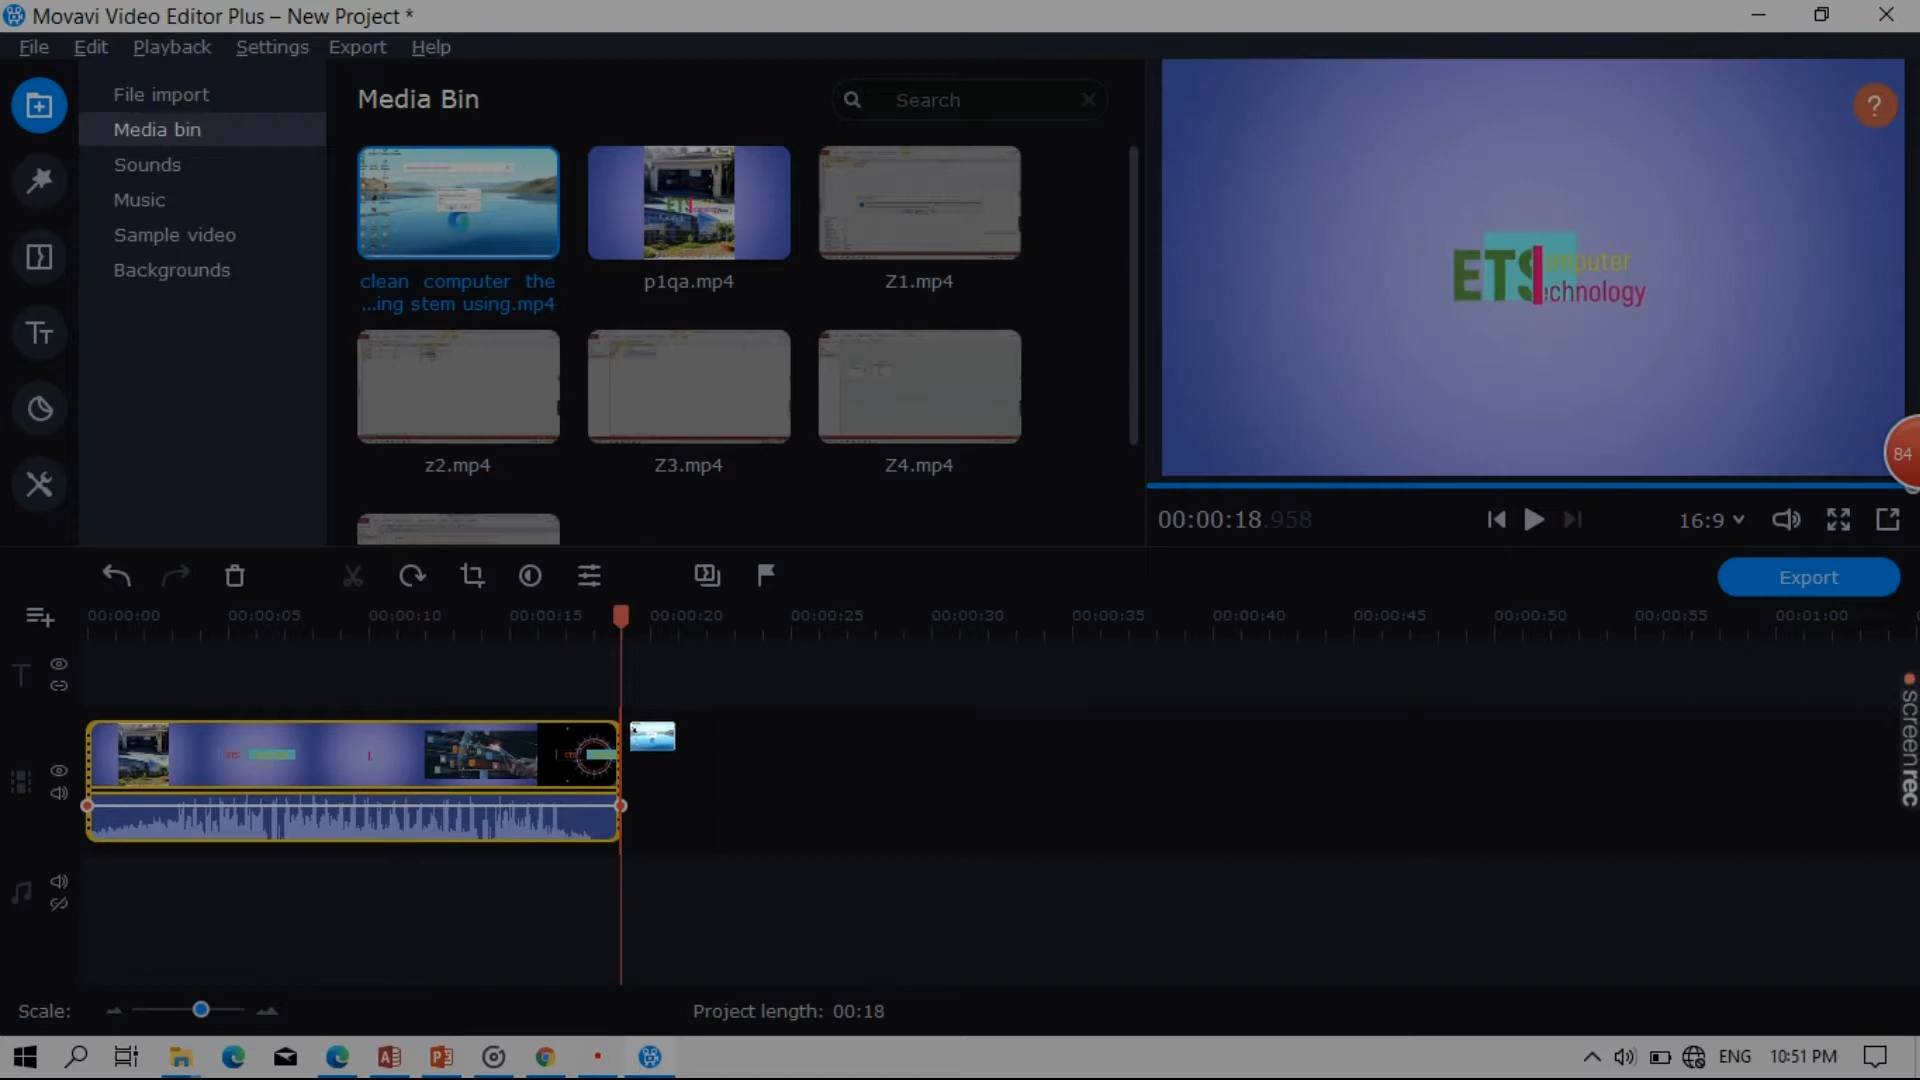 Movavi Video Editor Plus – New Project *
File Edit Playback Settings Export Help
File import
Media bin
Sounds
Music
Sample video
Backgrounds
Media Bin
Search
clean computer the
...ing stem using.mp4
p1qa.mp4
Z1.mp4
z2.mp4
Z3.mp4
Z4.mp4
ETS
omputer
echnology
?
84
00:00:18.958
16:9
Export
00:00:00 00:00:05 00:00:10 00:00:15 00:00:20 00:00:25 00:00:30 00:00:35 00:00:40 00:00:45 00:00:50 00:00:55 00:01:00
screenrec
Scale:
Project length: 00:18
ENG 10:51 PM